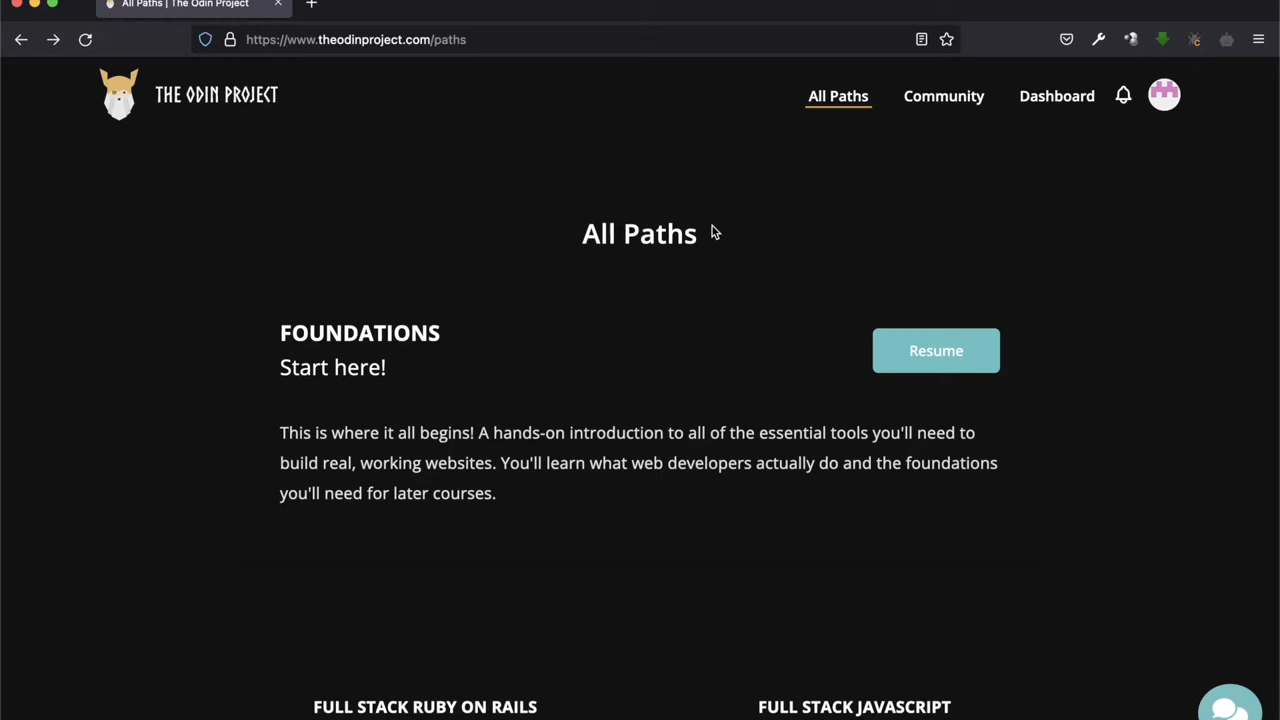 All Paths | The Odin Project
https://www.theodinproject.com/paths
THE ODIN PROJECT
All Paths
Community
Dashboard
All Paths
FOUNDATIONS
Start here!
Resume
This is where it all begins! A hands-on introduction to all of the essential tools you'll need to
build real, working websites. You'll learn what web developers actually do and the foundations
you'll need for later courses.
FULL STACK RUBY ON RAILS
FULL STACK JAVASCRIPT